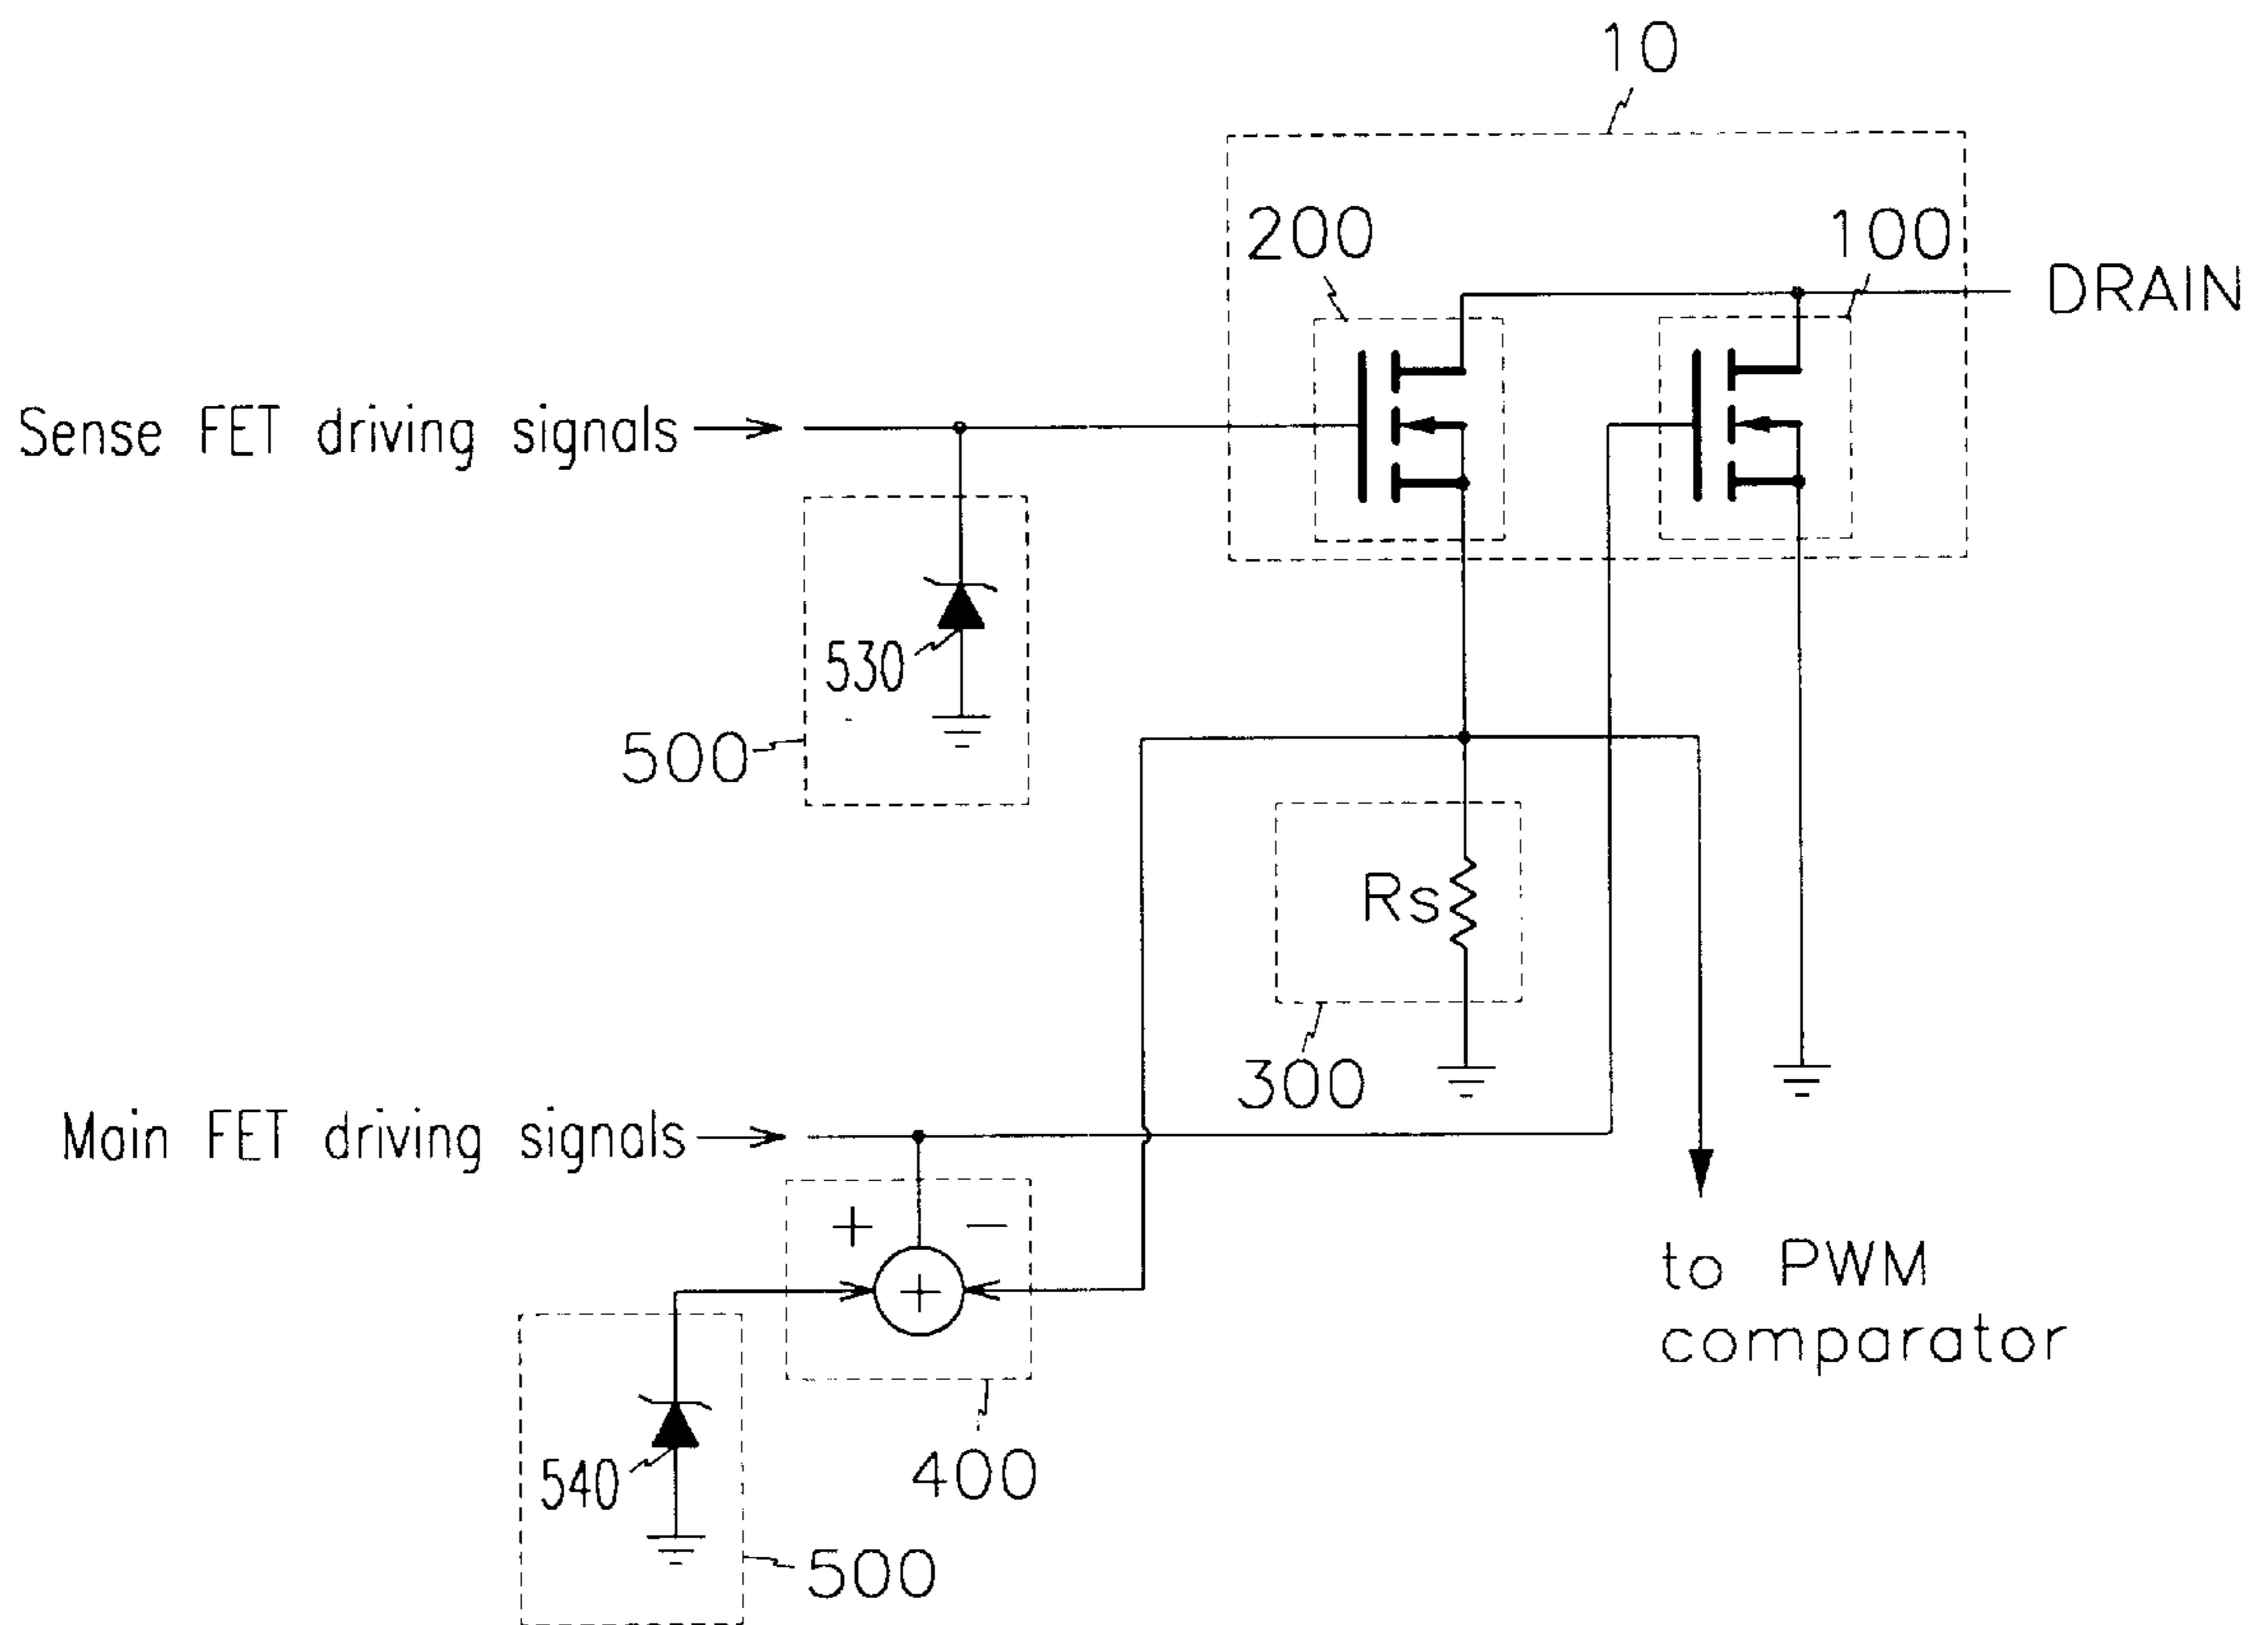 10
200
100
DRAIN
Sense FET driving signals
530
500
Rs
300
Main FET driving signals
+ −
+
to PWM
comparator
540
400
500